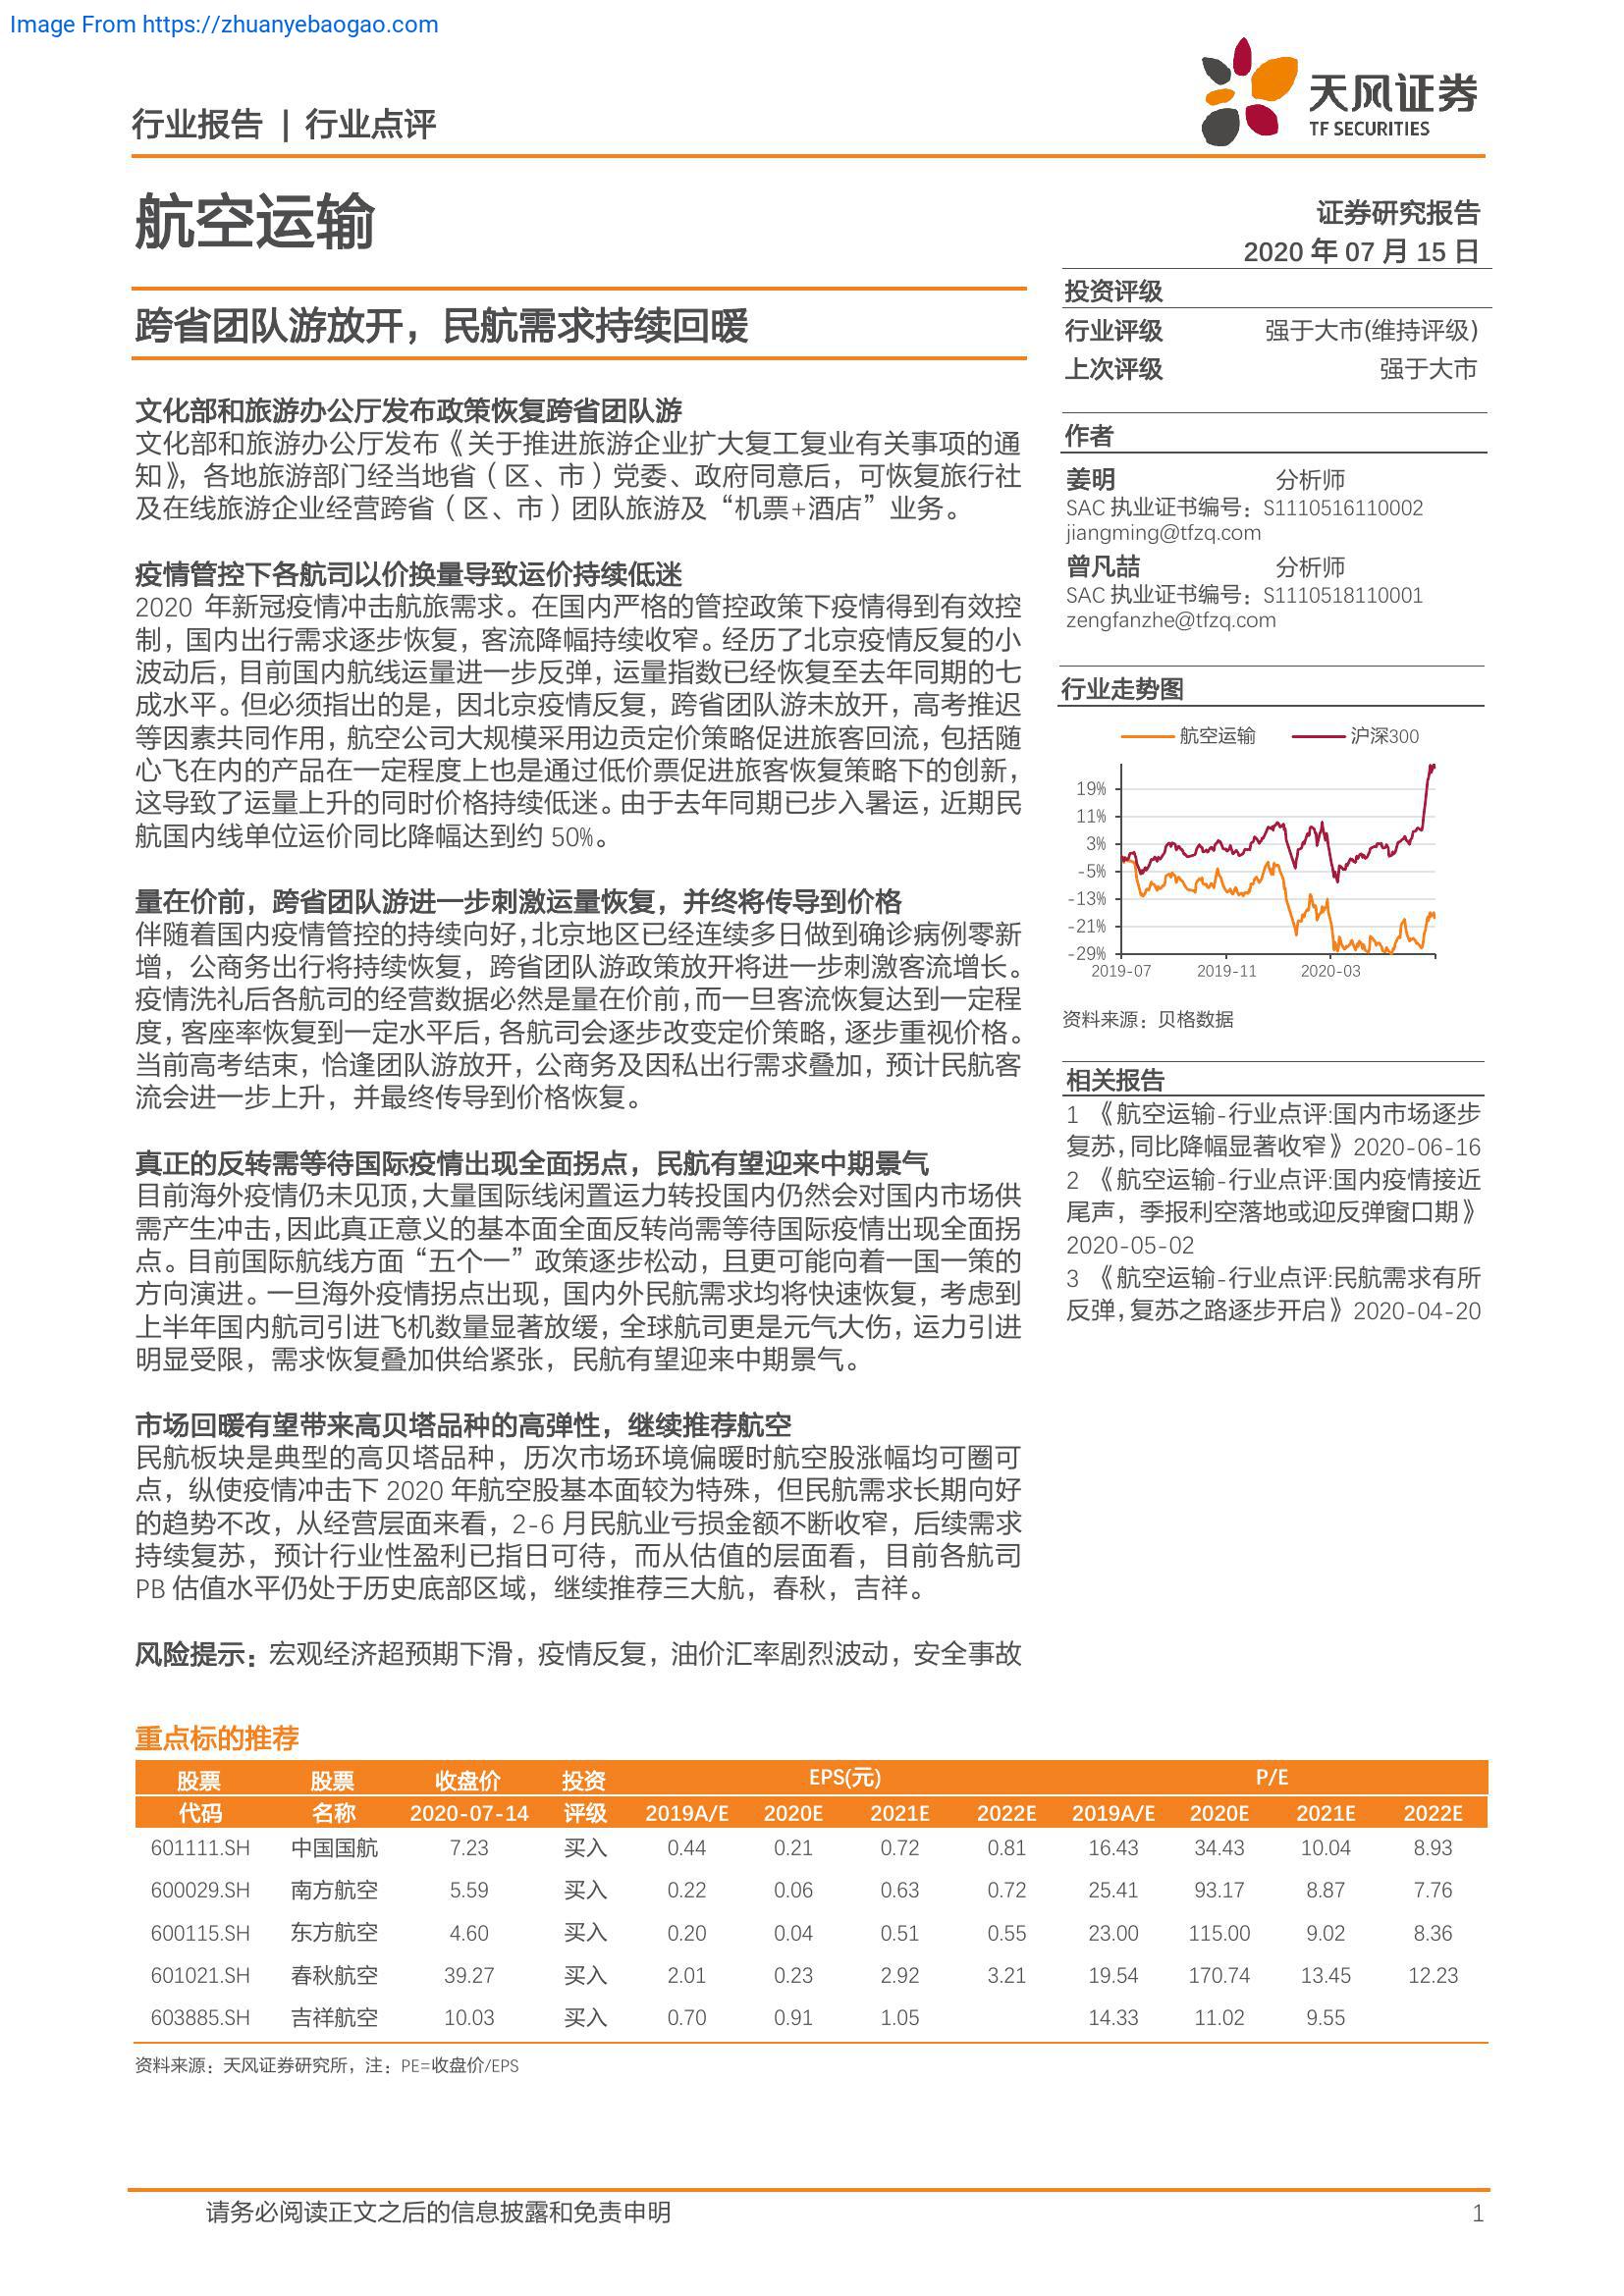 Image From https://zhuanyebaogao.com
天风证券
TF SECURITIES
行业报告 | 行业点评
航空运输
证券研究报告
2020 年 07 月 15 日
跨省团队游放开，民航需求持续回暖
文化部和旅游办公厅发布政策恢复跨省团队游
文化部和旅游办公厅发布《关于推进旅游企业扩大复工复业有关事项的通
知》，各地旅游部门经当地省（区、市）党委、政府同意后，可恢复旅行社
及在线旅游企业经营跨省（区、市）团队旅游及“机票+酒店”业务。
疫情管控下各航司以价换量导致运价持续低迷
2020 年新冠疫情冲击航旅需求。在国内严格的管控政策下疫情得到有效控
制，国内出行需求逐步恢复，客流降幅持续收窄。经历了北京疫情反复的小
波动后，目前国内航线运量进一步反弹，运量指数已经恢复至去年同期的七
成水平。但必须指出的是，因北京疫情反复，跨省团队游未放开，高考推迟
等因素共同作用，航空公司大规模采用边贡定价策略促进旅客回流，包括随
心飞在内的产品在一定程度上也是通过低价票促进旅客恢复策略下的创新，
这导致了运量上升的同时价格持续低迷。由于去年同期已步入暑运，近期民
航国内线单位运价同比降幅达到约 50%。
量在价前，跨省团队游进一步刺激运量恢复，并终将传导到价格
伴随着国内疫情管控的持续向好，北京地区已经连续多日做到确诊病例零新
增，公商务出行将持续恢复，跨省团队游政策放开将进一步刺激客流增长。
疫情洗礼后各航司的经营数据必然是量在价前，而一旦客流恢复达到一定程
度，客座率恢复到一定水平后，各航司会逐步改变定价策略，逐步重视价格。
当前高考结束，恰逢团队游放开，公商务及因私出行需求叠加，预计民航客
流会进一步上升，并最终传导到价格恢复。
真正的反转需等待国际疫情出现全面拐点，民航有望迎来中期景气
目前海外疫情仍未见顶，大量国际线闲置运力转投国内仍然会对国内市场供
需产生冲击，因此真正意义的基本面全面反转尚需等待国际疫情出现全面拐
点。目前国际航线方面“五个一”政策逐步松动，且更可能向着一国一策的
方向演进。一旦海外疫情拐点出现，国内外民航需求均将快速恢复，考虑到
上半年国内航司引进飞机数量显著放缓，全球航司更是元气大伤，运力引进
明显受限，需求恢复叠加供给紧张，民航有望迎来中期景气。
市场回暖有望带来高贝塔品种的高弹性，继续推荐航空
民航板块是典型的高贝塔品种，历次市场环境偏暖时航空股涨幅均可圈可
点，纵使疫情冲击下 2020 年航空股基本面较为特殊，但民航需求长期向好
的趋势不改，从经营层面来看，2-6 月民航业亏损金额不断收窄，后续需求
持续复苏，预计行业性盈利已指日可待，而从估值的层面看，目前各航司
PB 估值水平仍处于历史底部区域，继续推荐三大航，春秋，吉祥。
风险提示：宏观经济超预期下滑，疫情反复，油价汇率剧烈波动，安全事故
投资评级
行业评级 强于大市(维持评级)
上次评级 强于大市
作者
姜明 分析师
SAC 执业证书编号：S1110516110002
jiangming@tfzq.com
曾凡喆 分析师
SAC 执业证书编号：S1110518110001
zengfanzhe@tfzq.com
行业走势图
航空运输 沪深300
19%
11%
3%
-5%
-13%
-21%
-29%
2019-07 2019-11 2020-03
资料来源：贝格数据
相关报告
1 《航空运输-行业点评:国内市场逐步
复苏，同比降幅显著收窄》2020-06-16
2 《航空运输-行业点评:国内疫情接近
尾声，季报利空落地或迎反弹窗口期》
2020-05-02
3 《航空运输-行业点评:民航需求有所
反弹，复苏之路逐步开启》2020-04-20
重点标的推荐
股票 股票 收盘价 投资 EPS(元) P/E
代码 名称 2020-07-14 评级 2019A/E 2020E 2021E 2022E 2019A/E 2020E 2021E 2022E
601111.SH 中国国航 7.23 买入 0.44 0.21 0.72 0.81 16.43 34.43 10.04 8.93
600029.SH 南方航空 5.59 买入 0.22 0.06 0.63 0.72 25.41 93.17 8.87 7.76
600115.SH 东方航空 4.60 买入 0.20 0.04 0.51 0.55 23.00 115.00 9.02 8.36
601021.SH 春秋航空 39.27 买入 2.01 0.23 2.92 3.21 19.54 170.74 13.45 12.23
603885.SH 吉祥航空 10.03 买入 0.70 0.91 1.05 14.33 11.02 9.55
资料来源：天风证券研究所，注：PE=收盘价/EPS
请务必阅读正文之后的信息披露和免责申明 1